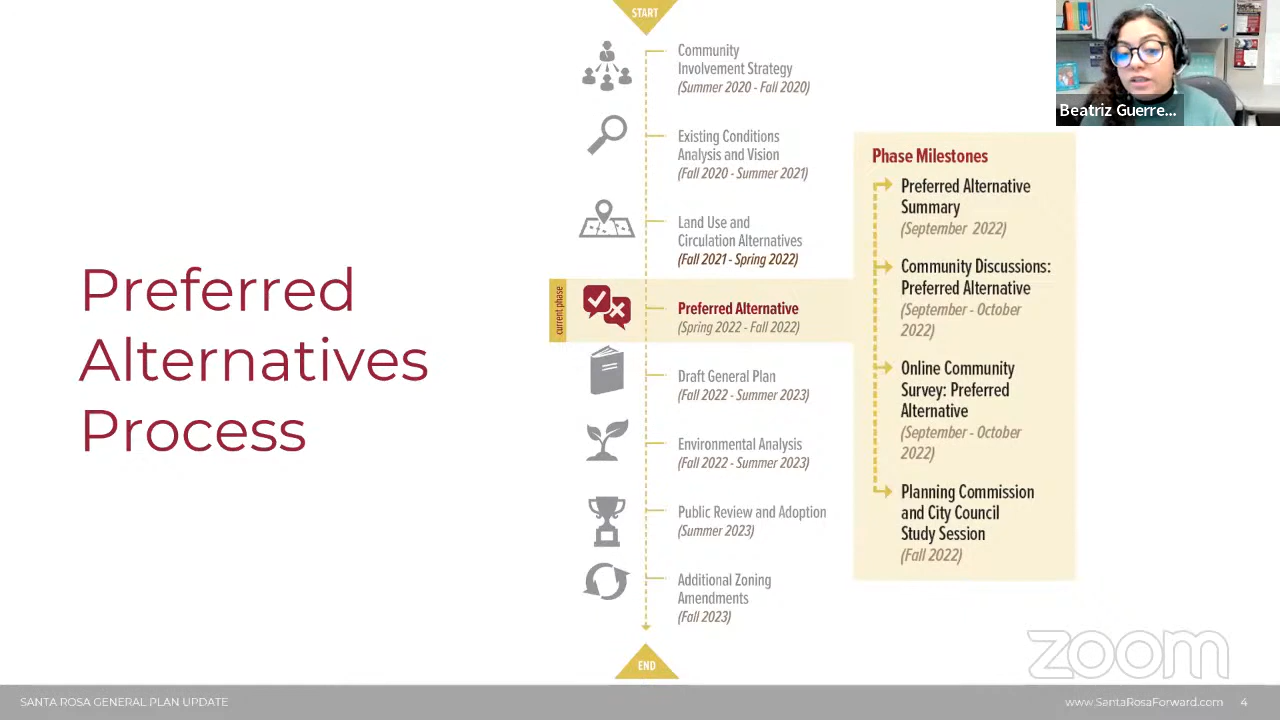 Preferred
Alternatives
Process
START
Community
Involvement Strategy
(Summer 2020 - Fall 2020)
Existing Conditions
Analysis and Vision
(Fall 2020 - Summer 2021)
Land Use and
Circulation Alternatives
(Fall 2021 - Spring 2022)
current phase
Preferred Alternative
(Spring 2022 - Fall 2022)
Draft General Plan
(Fall 2022 - Summer 2023)
Environmental Analysis
(Fall 2022 - Summer 2023)
Public Review and Adoption
(Summer 2023)
Additional Zoning
Amendments
(Fall 2023)
END
Phase Milestones
Preferred Alternative
Summary
(September 2022)
Community Discussions:
Preferred Alternative
(September - October
2022)
Online Community
Survey: Preferred
Alternative
(September - October
2022)
Planning Commission
and City Council
Study Session
(Fall 2022)
Beatriz Guerre...
zoom
SANTA ROSA GENERAL PLAN UPDATE
www.SantaRosaForward.com 4